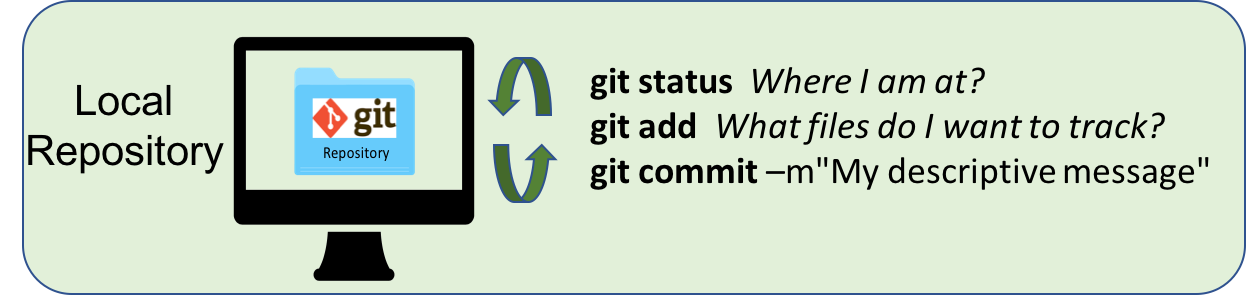 Local
Repository
git
Repository
git status Where I am at?
git add What files do I want to track?
git commit –m"My descriptive message"